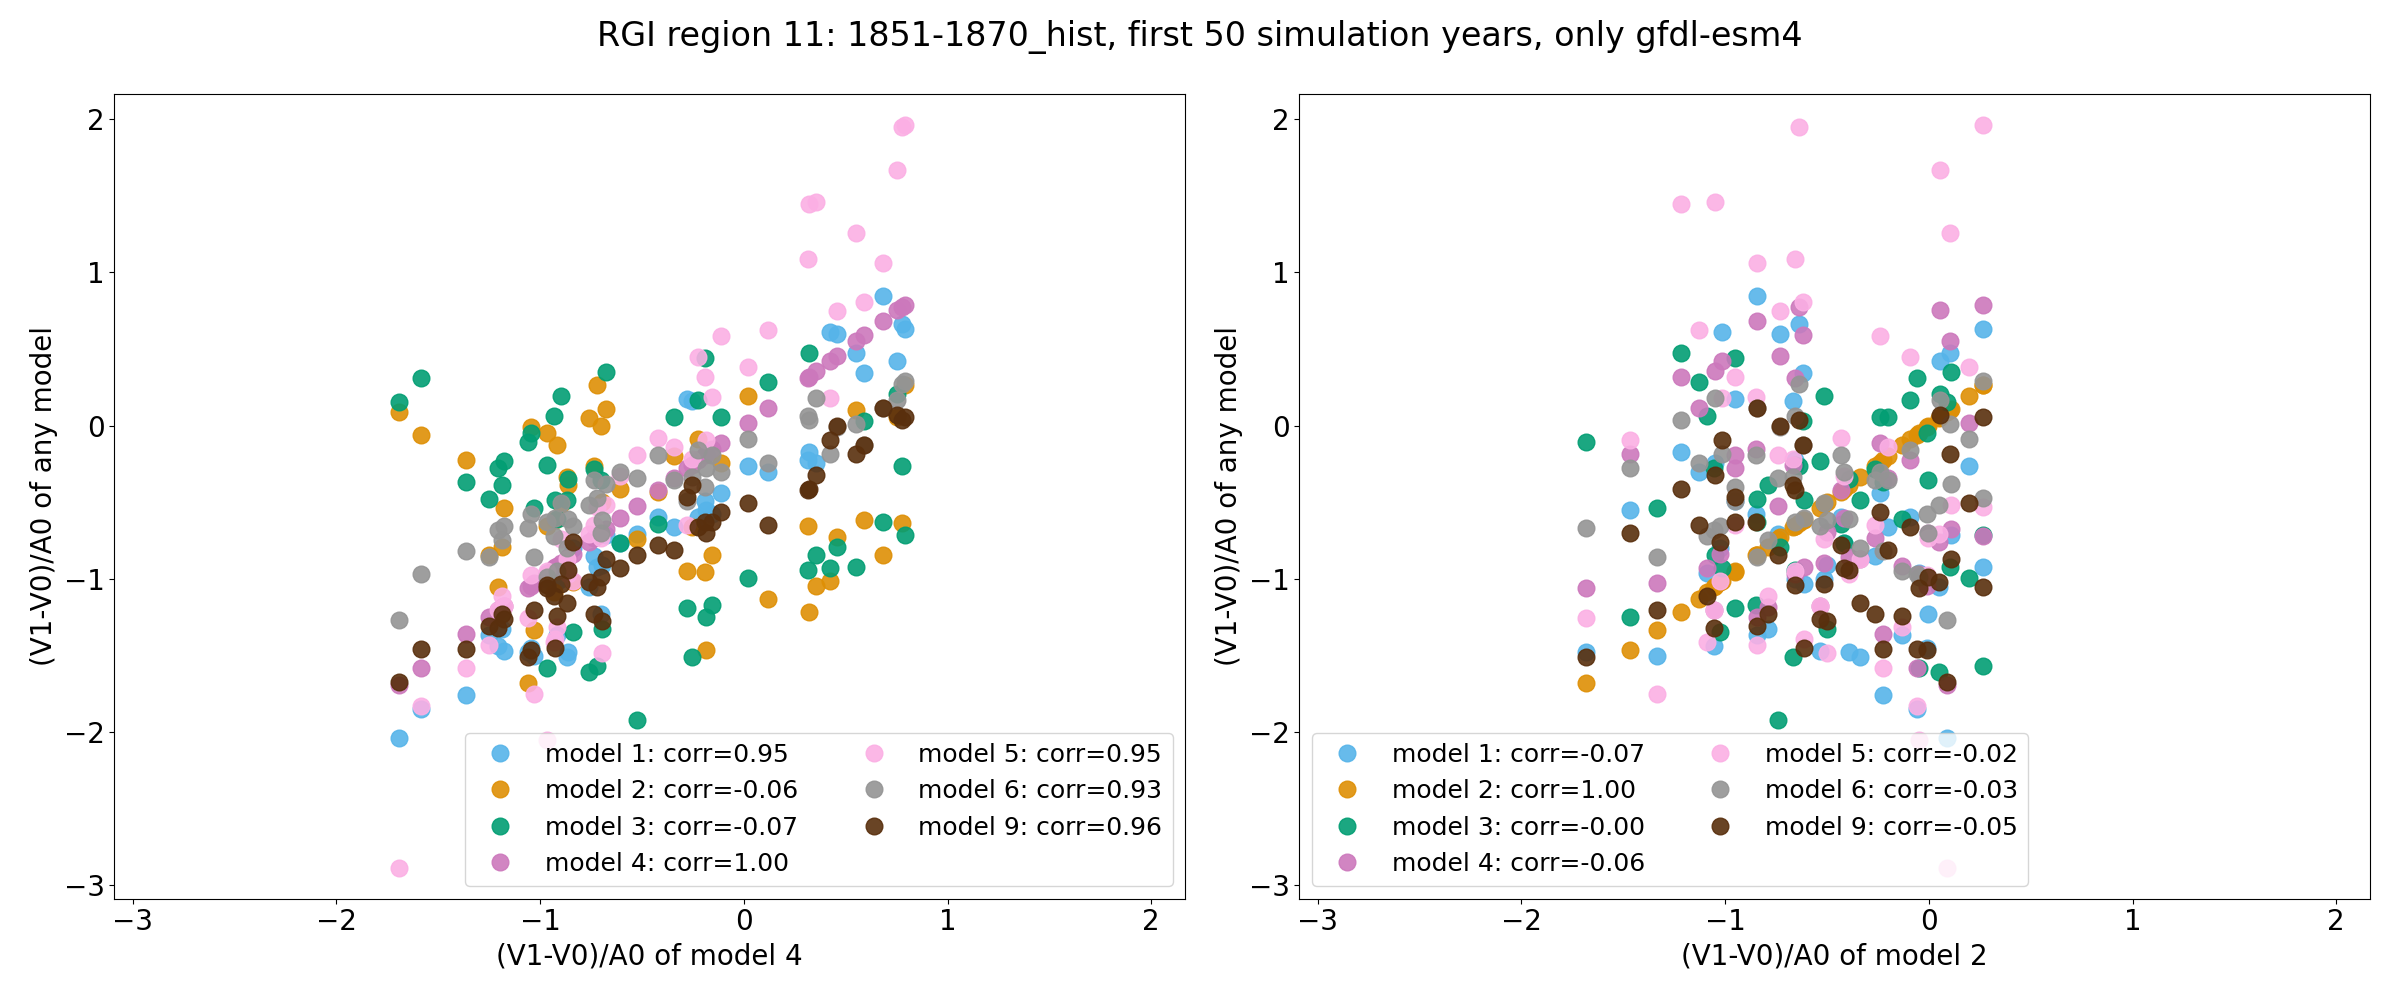 RGI region 11: 1851-1870_hist, first 50 simulation years, only gfdl-esm4
(V1-V0)/A0 of any model
2
1
0
−1
−2
−3
−3
−2
−1
0
1
2
(V1-V0)/A0 of model 4
model 1: corr=0.95
model 2: corr=-0.06
model 3: corr=-0.07
model 4: corr=1.00
model 5: corr=0.95
model 6: corr=0.93
model 9: corr=0.96
(V1-V0)/A0 of any model
2
1
0
−1
−2
−3
−3
−2
−1
0
1
2
(V1-V0)/A0 of model 2
model 1: corr=-0.07
model 2: corr=1.00
model 3: corr=-0.00
model 4: corr=-0.06
model 5: corr=-0.02
model 6: corr=-0.03
model 9: corr=-0.05